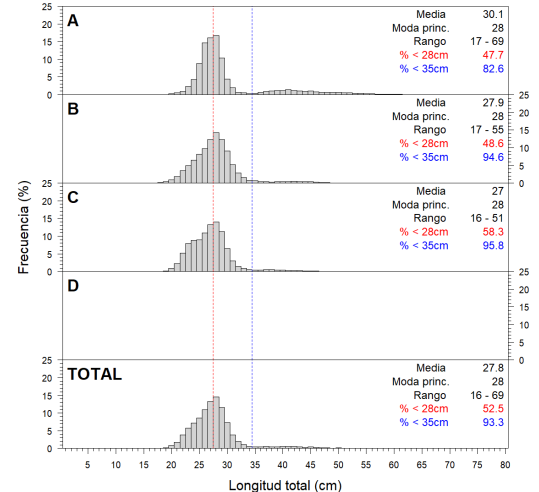 25
20
15
10
5
0
A
Media 30.1
Moda princ. 28
Rango 17 - 69
% < 28cm 47.7
% < 35cm 82.6
B
Media 27.9
Moda princ. 28
Rango 17 - 55
% < 28cm 48.6
% < 35cm 94.6
25
20
15
10
5
0
Frecuencia (%)
25
20
15
10
5
0
C
Media 27
Moda princ. 28
Rango 16 - 51
% < 28cm 58.3
% < 35cm 95.8
D
25
20
15
10
5
0
25
20
15
10
5
0
TOTAL
Media 27.8
Moda princ. 28
Rango 16 - 69
% < 28cm 52.5
% < 35cm 93.3
5 10 15 20 25 30 35 40 45 50 55 60 65 70 75 80
Longitud total (cm)